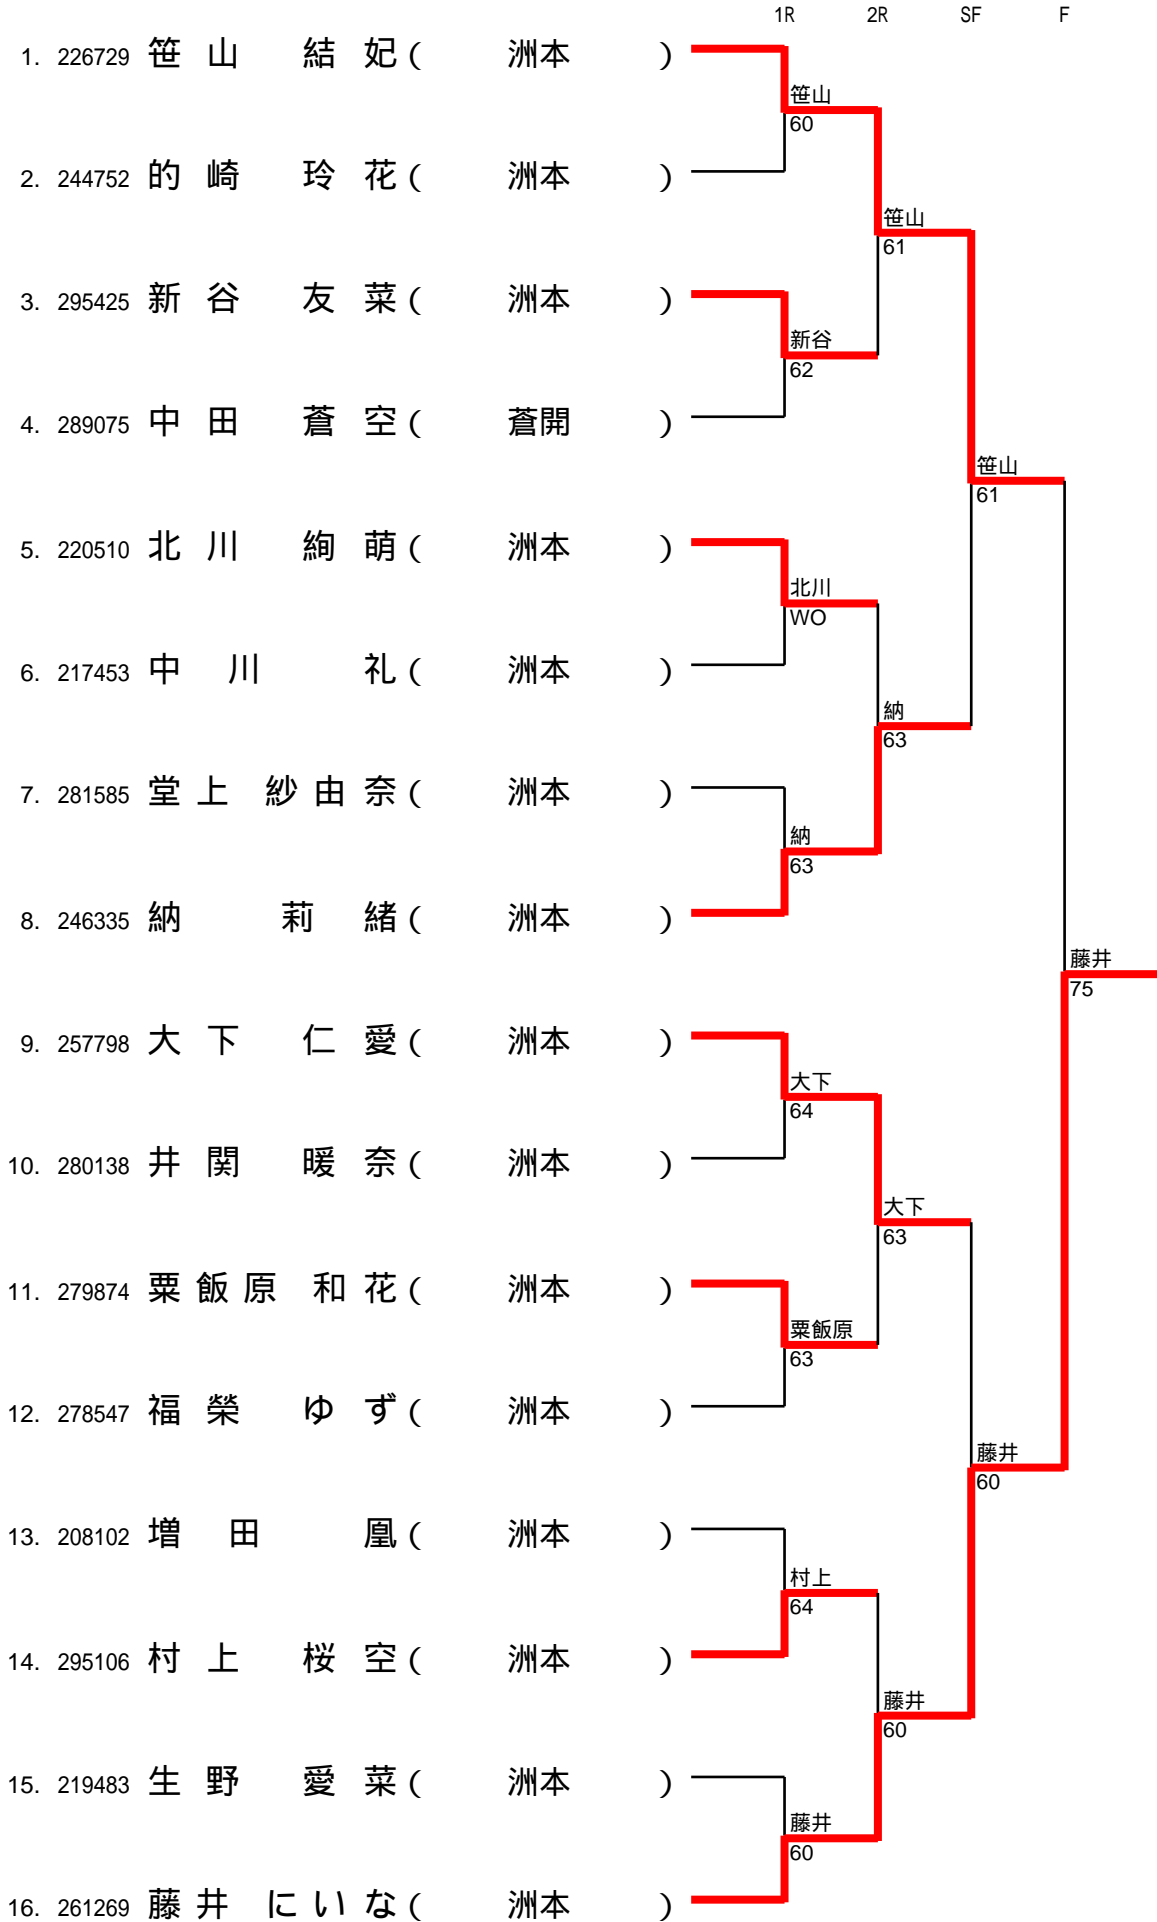 1R 2R SF F
1. 226729 笹山 結妃 ( 洲本 )
笹山
60
2. 244752 的崎 玲花 ( 洲本 )
笹山
61
3. 295425 新谷 友菜 ( 洲本 )
新谷
62
4. 289075 中田 蒼空 ( 蒼開 )
笹山
61
5. 220510 北川 絢萌 ( 洲本 )
北川
WO
6. 217453 中川 礼 ( 洲本 )
納
63
7. 281585 堂上 紗由奈 ( 洲本 )
納
63
8. 246335 納 莉緒 ( 洲本 )
藤井
75
9. 257798 大下 仁愛 ( 洲本 )
大下
64
10. 280138 井関 暖奈 ( 洲本 )
大下
63
11. 279874 粟飯原 和花 ( 洲本 )
粟飯原
63
12. 278547 福榮 ゆず ( 洲本 )
藤井
60
13. 208102 増田 凰 ( 洲本 )
村上
64
14. 295106 村上 桜空 ( 洲本 )
藤井
60
15. 219483 生野 愛菜 ( 洲本 )
藤井
60
16. 261269 藤井 にいな ( 洲本 )